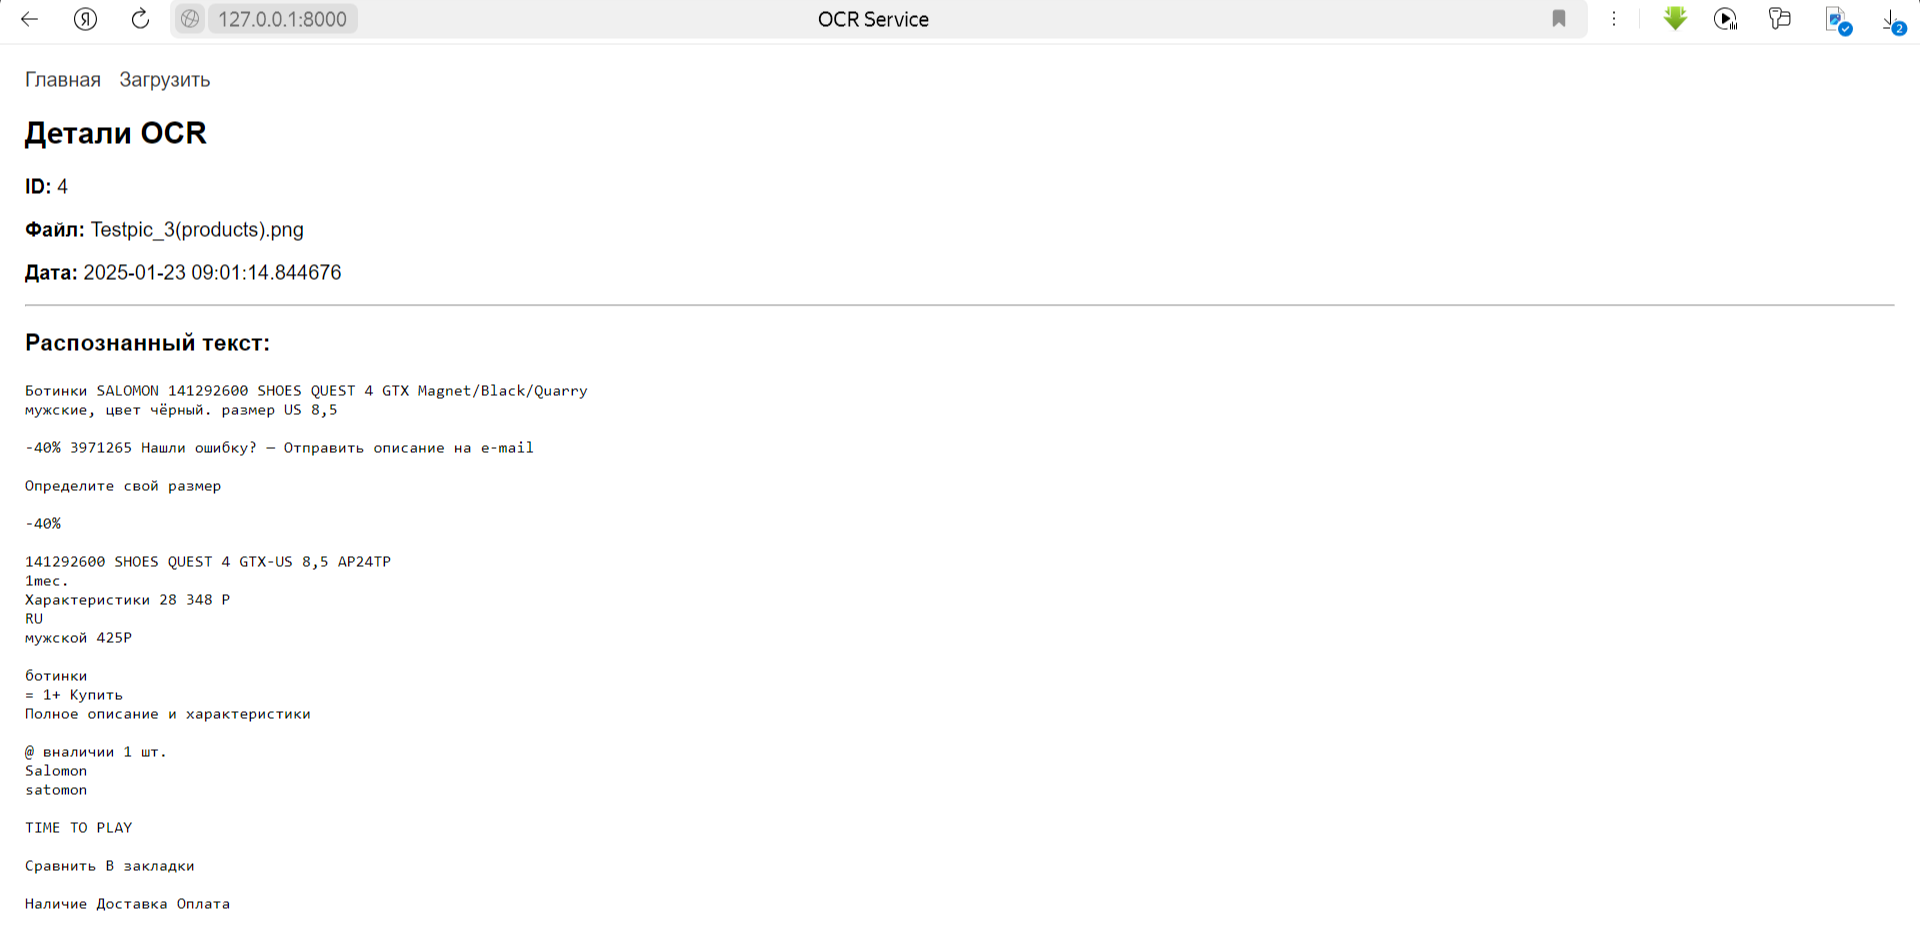 127.0.0.1:8000
OCR Service
2
Главная Загрузить
Детали OCR
ID: 4
Файл: Testpic_3(products).png
Дата: 2025-01-23 09:01:14.844676
Распознанный текст:
Ботинки SALOMON 141292600 SHOES QUEST 4 GTX Magnet/Black/Quarry
мужские, цвет чёрный. размер US 8,5
-40% 3971265 Нашли ошибку? — Отправить описание на e-mail
Определите свой размер
-40%
141292600 SHOES QUEST 4 GTX-US 8,5 AP24TP
1мес.
Характеристики 28 348 Р
RU
мужской 425Р
ботинки
= 1+ Купить
Полное описание и характеристики
@ вналичии 1 шт.
Salomon
satomon
TIME TO PLAY
Сравнить В закладки
Наличие Доставка Оплата